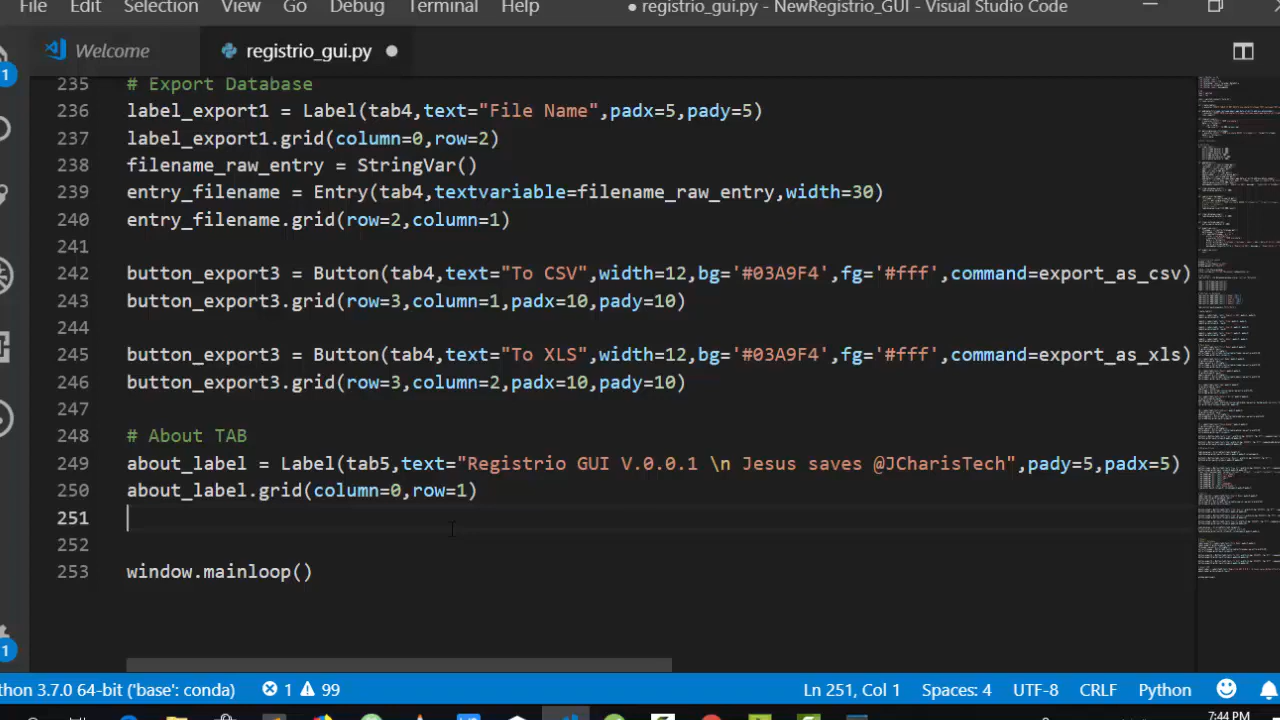 File Edit Selection View Go Debug Terminal Help ● registrio_gui.py - NewRegistrio_GUI - Visual Studio Code
Welcome registrio_gui.py
1
235 # Export Database
236 label_export1 = Label(tab4,text="File Name",padx=5,pady=5)
237 label_export1.grid(column=0,row=2)
238 filename_raw_entry = StringVar()
239 entry_filename = Entry(tab4,textvariable=filename_raw_entry,width=30)
240 entry_filename.grid(row=2,column=1)
241
242 button_export3 = Button(tab4,text="To CSV",width=12,bg='#03A9F4',fg='#fff',command=export_as_csv)
243 button_export3.grid(row=3,column=1,padx=10,pady=10)
244
245 button_export3 = Button(tab4,text="To XLS",width=12,bg='#03A9F4',fg='#fff',command=export_as_xls)
246 button_export3.grid(row=3,column=2,padx=10,pady=10)
247
248 # About TAB
249 about_label = Label(tab5,text="Registrio GUI V.0.0.1 \n Jesus saves @JCharisTech",pady=5,padx=5)
250 about_label.grid(column=0,row=1)
251
252
253 window.mainloop()
1
thon 3.7.0 64-bit ('base': conda) 1 99 Ln 251, Col 1 Spaces: 4 UTF-8 CRLF Python
7:44 PM